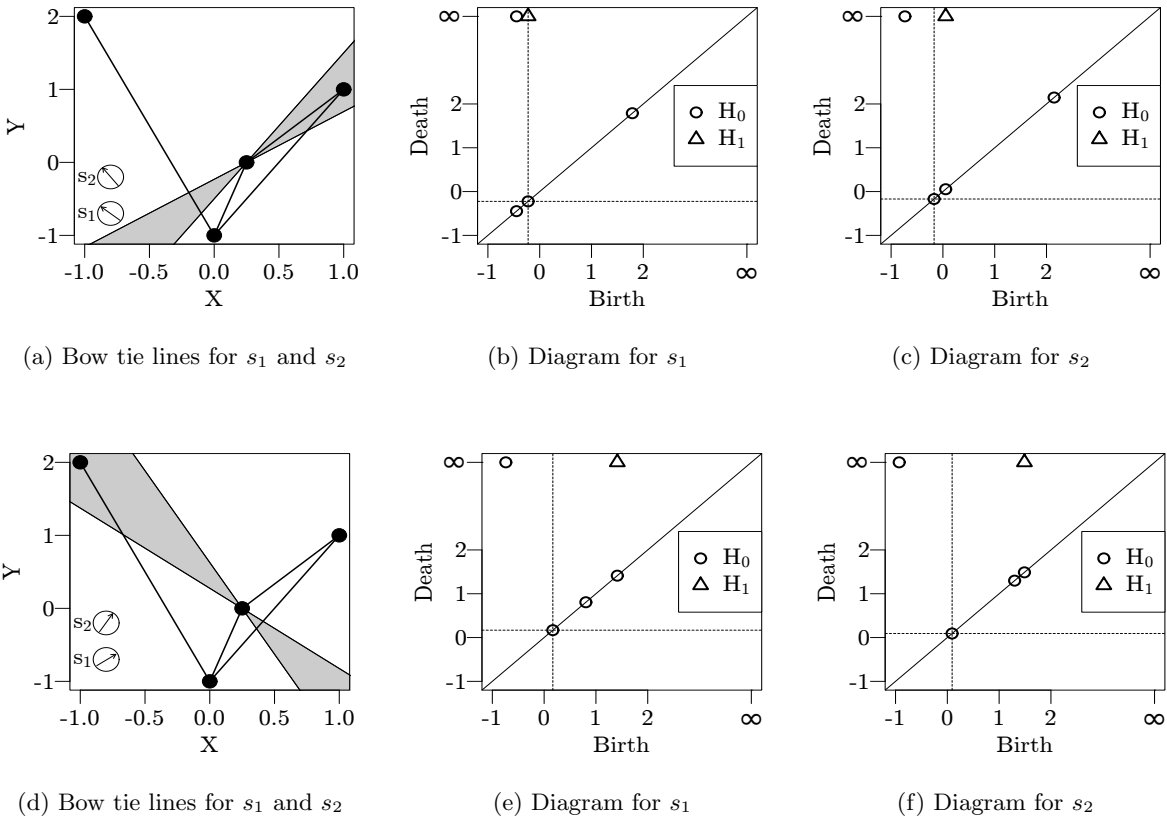 2
1
0
-1
Y
s₂
s₁
-1.0 -0.5 0.0 0.5 1.0
X
∞
2
1
0
-1
Death
H₀
H₁
-1 0 1 2 ∞
Birth
∞
2
1
0
-1
Death
H₀
H₁
-1 0 1 2 ∞
Birth
(a) Bow tie lines for s₁ and s₂
(b) Diagram for s₁
(c) Diagram for s₂
2
1
0
-1
Y
s₂
s₁
-1.0 -0.5 0.0 0.5 1.0
X
∞
2
1
0
-1
Death
H₀
H₁
-1 0 1 2 ∞
Birth
∞
2
1
0
-1
Death
H₀
H₁
-1 0 1 2 ∞
Birth
(d) Bow tie lines for s₁ and s₂
(e) Diagram for s₁
(f) Diagram for s₂